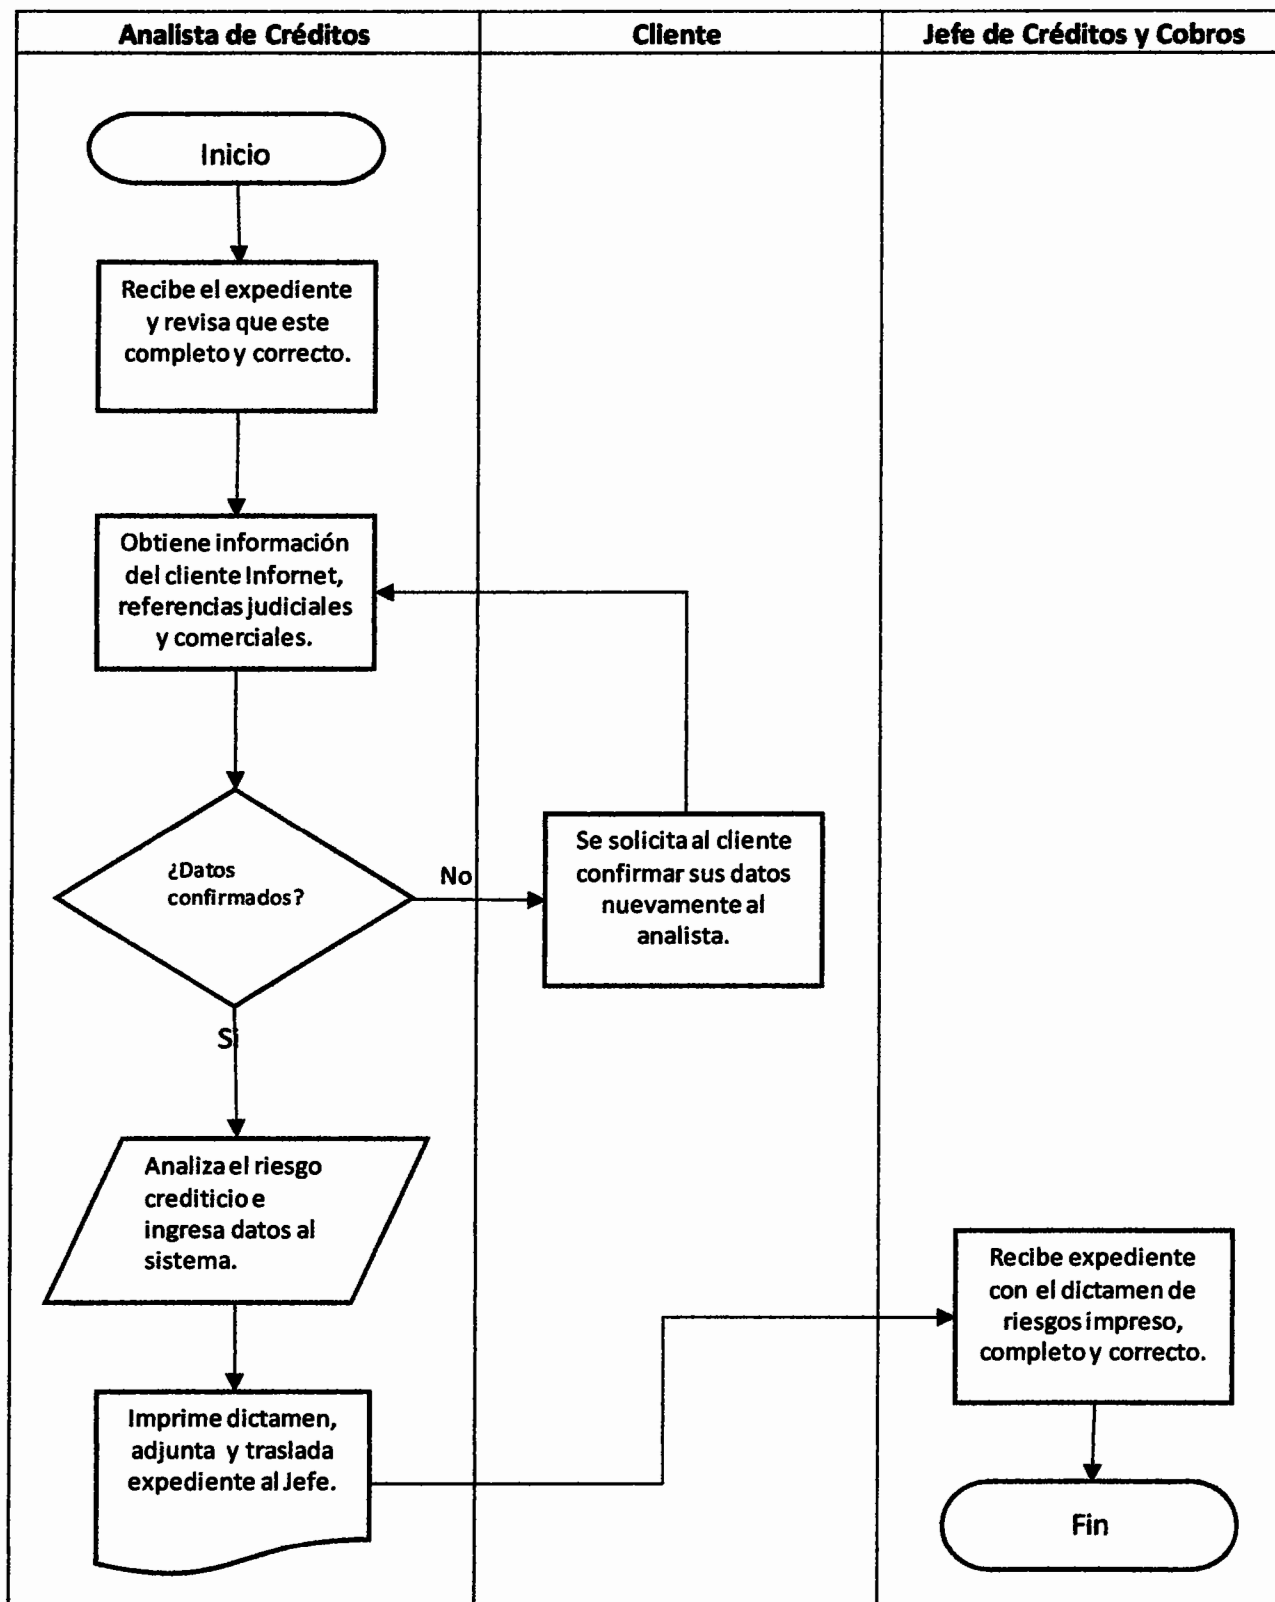 Analista de Créditos
Cliente
Jefe de Créditos y Cobros
Inicio
Recibe el expediente
y revisa que este
completo y correcto.
Obtiene información
del cliente Infornet,
referencias judiciales
y comerciales.
¿Datos
confirmados?
No
Se solicita al cliente
confirmar sus datos
nuevamente al
analista.
Si
Analiza el riesgo
crediticio e
ingresa datos al
sistema.
Imprime dictamen,
adjunta y traslada
expediente al Jefe.
Recibe expediente
con el dictamen de
riesgos impreso,
completo y correcto.
Fin